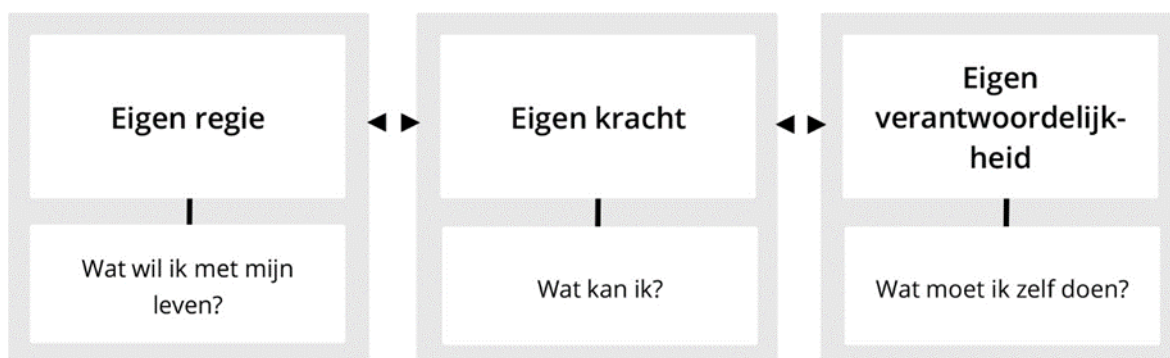 Eigen regie
Eigen kracht
Eigen
verantwoordelijk-
heid
Wat wil ik met mijn
leven?
Wat kan ik?
Wat moet ik zelf doen?